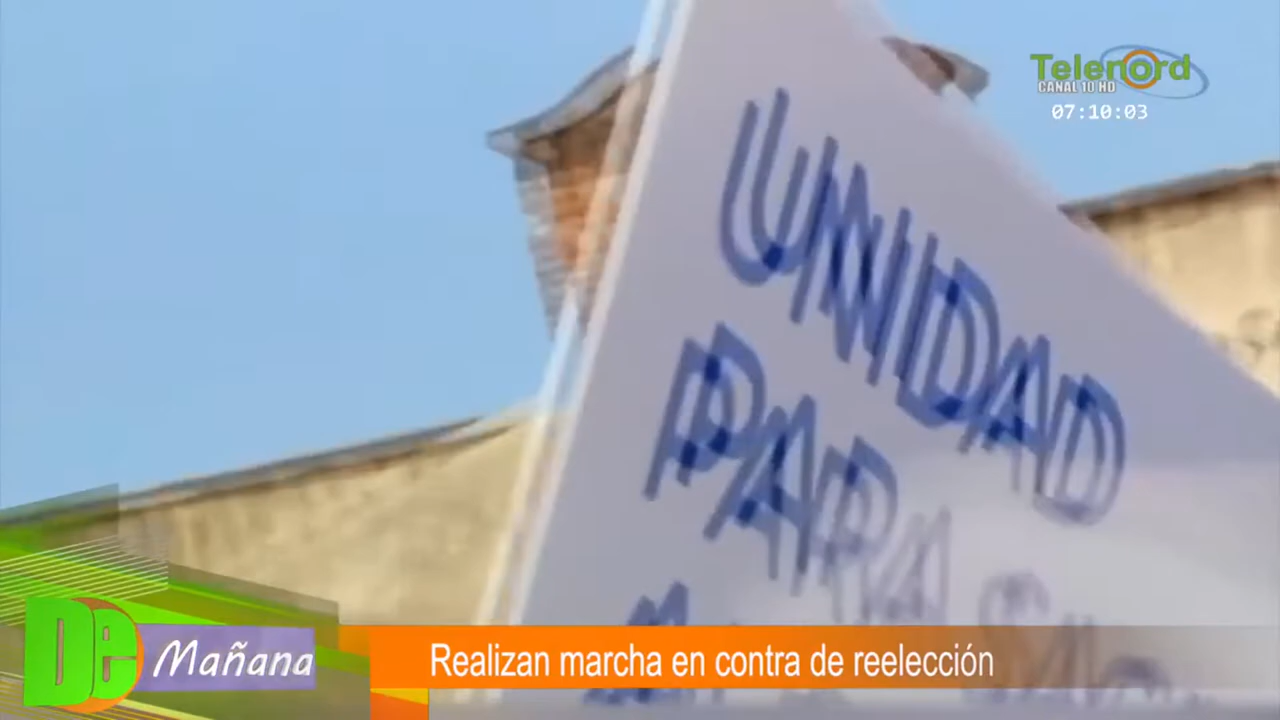 Telenord
CANAL 10 HD
07:10:03
UNIDAD
PARA
De Mañana
Realizan marcha en contra de reelección